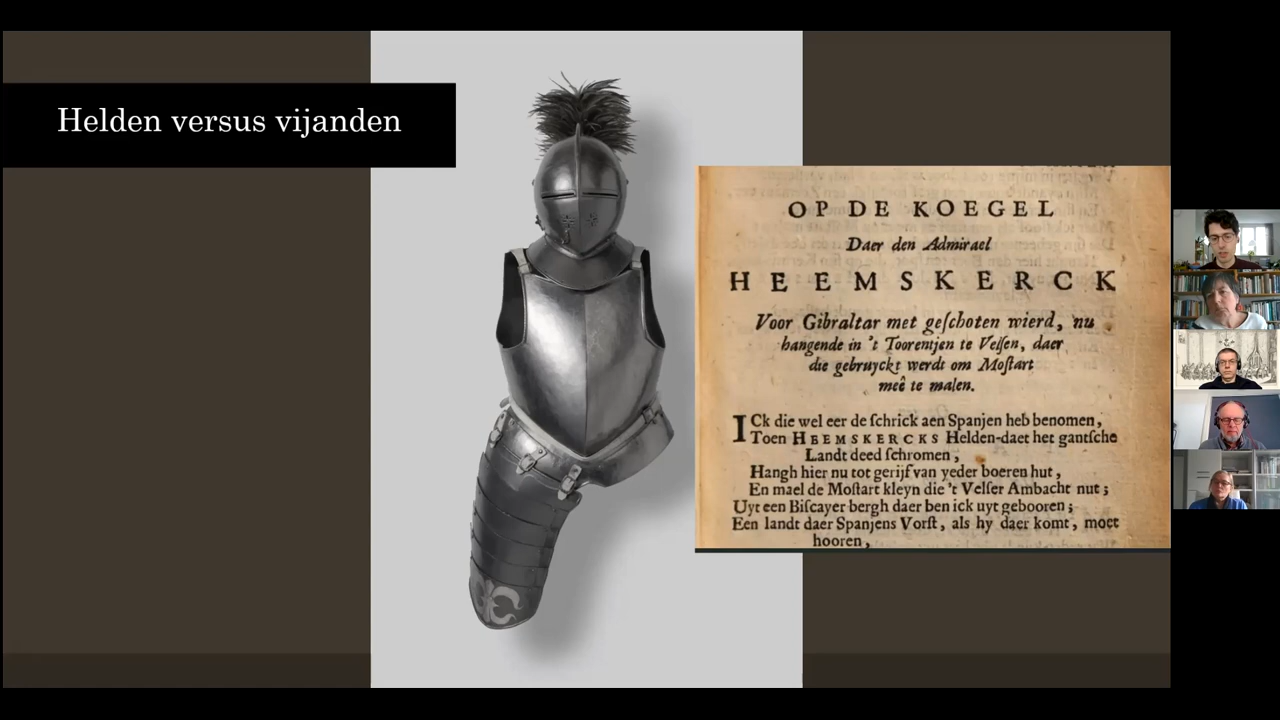 Helden versus vijanden
OP DE KOEGEL
Daer den Admirael
HEEMSKERCK
Voor Gibraltar met geſchoten wierd, nu
hangende in 't Toorentjen te Velſen, daer
die gebruyckt werdt om Moſtart
meê te malen.
ICk die wel eer de ſchrick aen Spanjen heb benomen,
Toen HEEMSKERCKS Helden-daet het gantſche
Landt deed ſchromen,
Hangh hier nu tot gerijf van yeder boeren hut,
En mael de Moſtart kleyn die 't Velſer Ambacht nut;
Uyt een Biſcayer bergh daer ben ick uyt gebooren;
Een landt daer Spanjens Vorſt, als hy daer komt, moet
hooren,